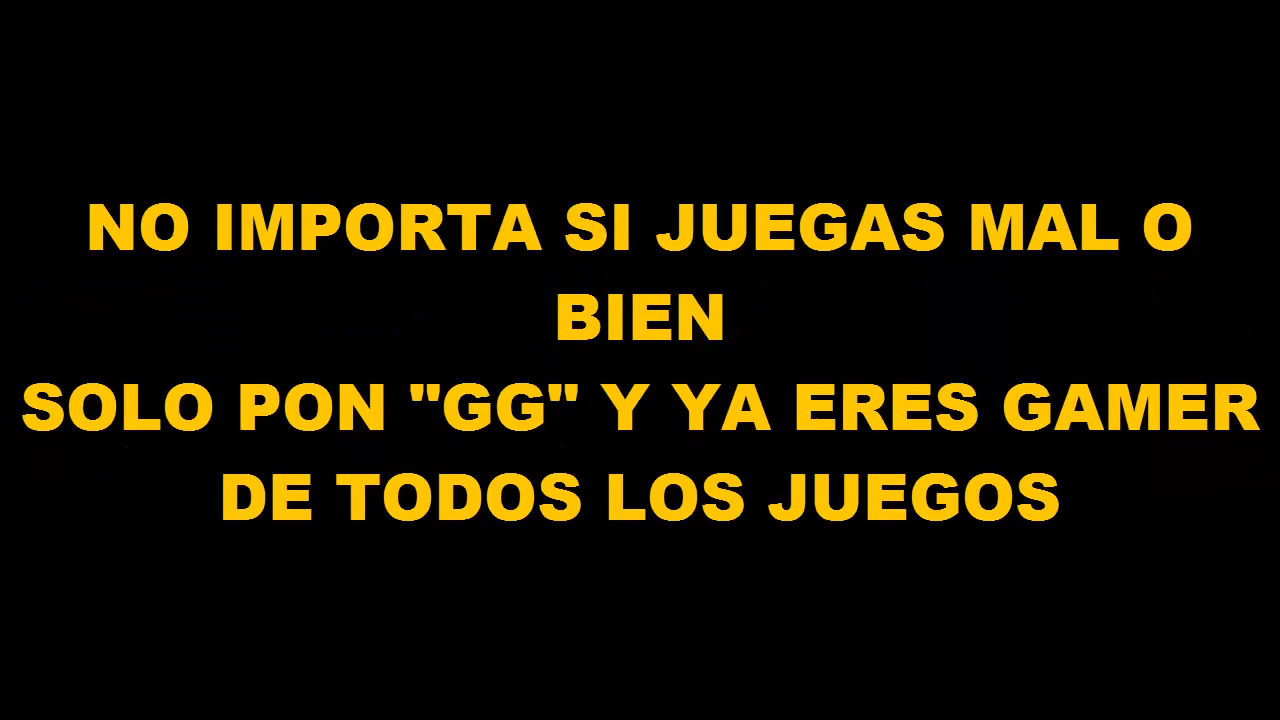 NO IMPORTA SI JUEGAS MAL O
BIEN
SOLO PON "GG" Y YA ERES GAMER
DE TODOS LOS JUEGOS